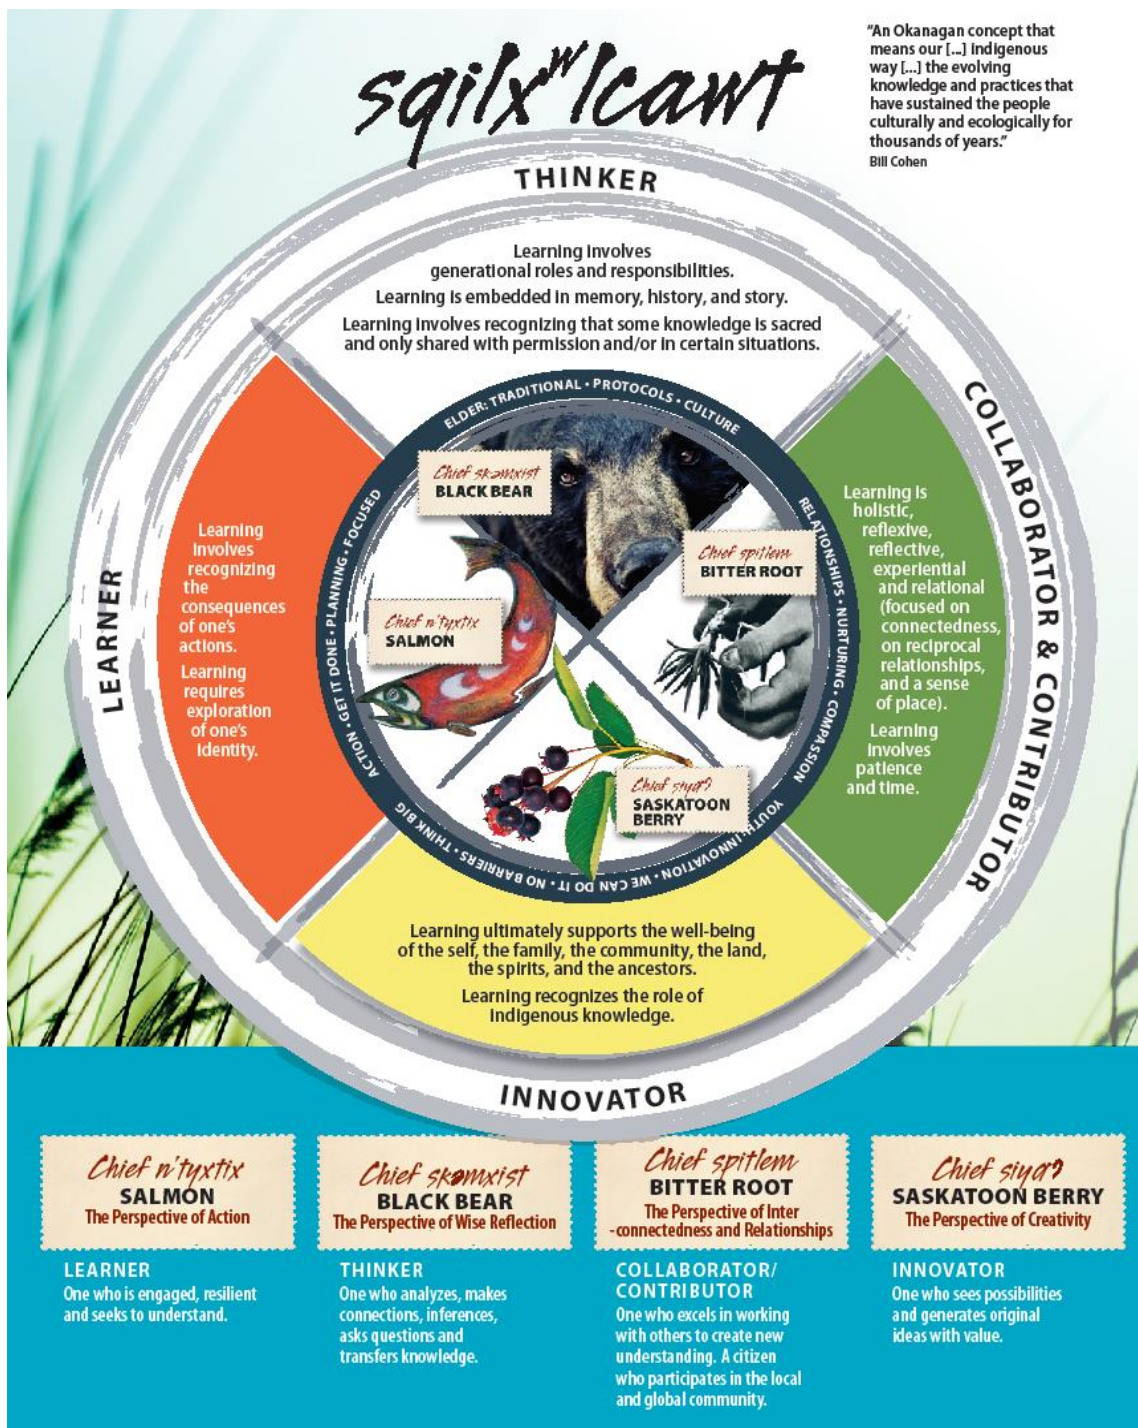 sqilxʷlcawt
“An Okanagan concept that
means our [...] indigenous
way [...] the evolving
knowledge and practices that
have sustained the people
culturally and ecologically for
thousands of years.”
Bill Cohen
THINKER
Learning involves
generational roles and responsibilities.
Learning is embedded in memory, history, and story.
Learning involves recognizing that some knowledge is sacred
and only shared with permission and/or in certain situations.
LEARNER
Learning
involves
recognizing
the
consequences
of one’s
actions.
Learning
requires
exploration
of one’s
identity.
ELDER: TRADITIONAL • PROTOCOLS • CULTURE
ACTION • GET IT DONE • PLANNING • FOCUSED
RELATIONSHIPS • NURTURING • COMPASSION
YOUTH: INNOVATION • WE CAN DO IT • NO BARRIERS • THINK BIG
Chief skəmxist
BLACK BEAR
Chief spitlem
BITTER ROOT
Chief n’tyxtix
SALMON
Chief siyaʔ
SASKATOON
BERRY
COLLABORATOR & CONTRIBUTOR
Learning is
holistic,
reflexive,
reflective,
experiential
and relational
(focused on
connectedness,
on reciprocal
relationships,
and a sense
of place).
Learning
involves
patience
and time.
Learning ultimately supports the well-being
of the self, the family, the community, the land,
the spirits, and the ancestors.
Learning recognizes the role of
indigenous knowledge.
INNOVATOR
Chief n’tyxtix
SALMON
The Perspective of Action
LEARNER
One who is engaged, resilient
and seeks to understand.
Chief skəmxist
BLACK BEAR
The Perspective of Wise Reflection
THINKER
One who analyzes, makes
connections, inferences,
asks questions and
transfers knowledge.
Chief spitlem
BITTER ROOT
The Perspective of Inter
-connectedness and Relationships
COLLABORATOR/
CONTRIBUTOR
One who excels in working
with others to create new
understanding. A citizen
who participates in the local
and global community.
Chief siyaʔ
SASKATOON BERRY
The Perspective of Creativity
INNOVATOR
One who sees possibilities
and generates original
ideas with value.